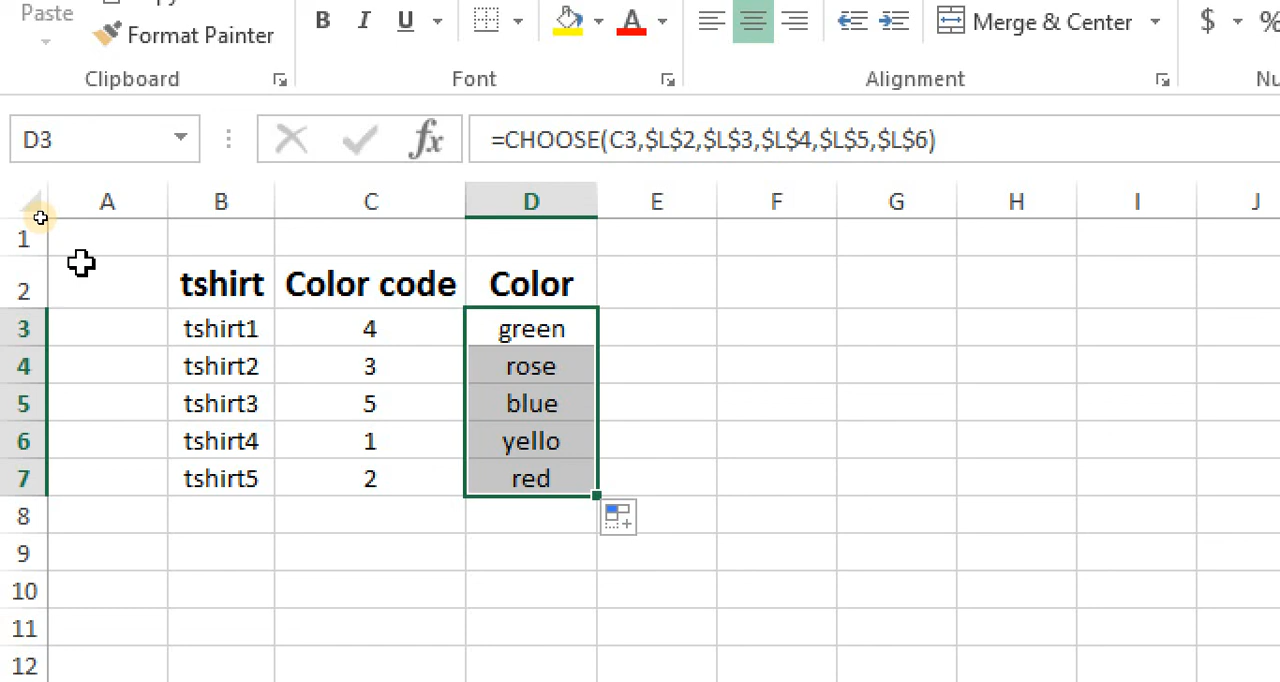 Paste
Format Painter
B I U A Merge & Center $ %
Clipboard Font Alignment
D3 fx =CHOOSE(C3,$L$2,$L$3,$L$4,$L$5,$L$6)
A B C D E F G H I J
1
2 tshirt Color code Color
3 tshirt1 4 green
4 tshirt2 3 rose
5 tshirt3 5 blue
6 tshirt4 1 yello
7 tshirt5 2 red
8
9
10
11
12